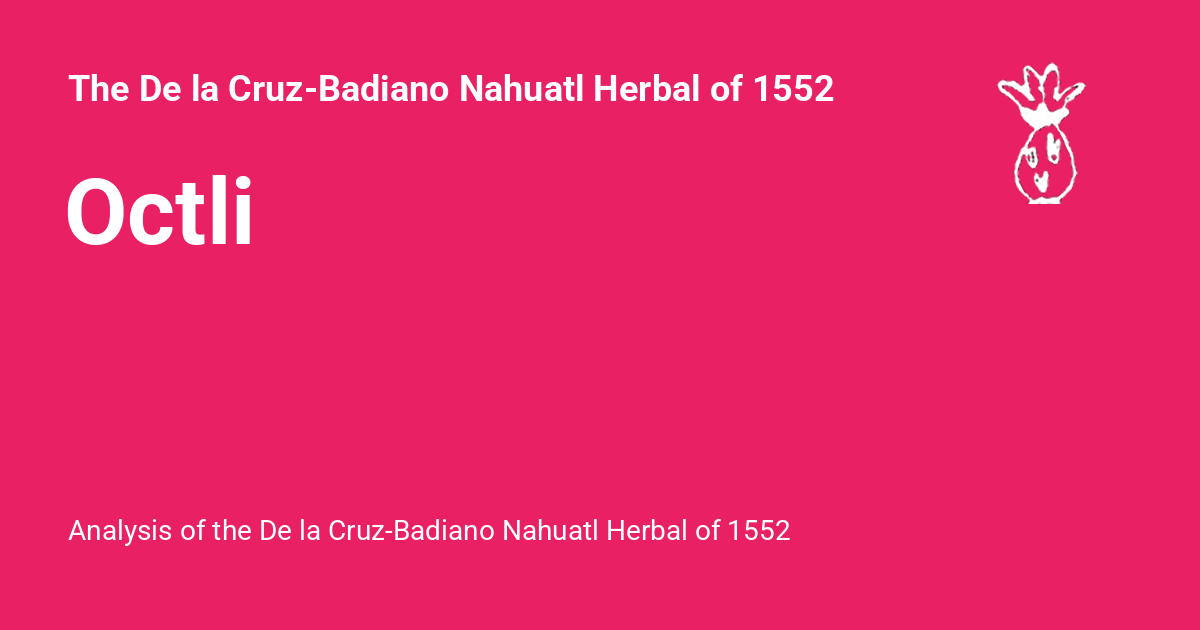 The De la Cruz-Badiano Nahuatl Herbal of 1552
Octli
Analysis of the De la Cruz-Badiano Nahuatl Herbal of 1552